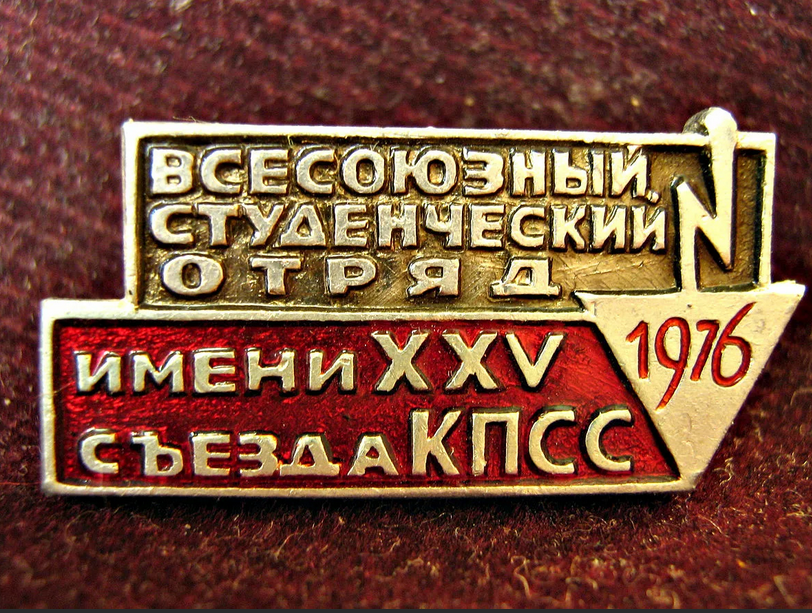 ВСЕСОЮЗНЫЙ
СТУДЕНЧЕСКИЙ
ОТРЯД
ИМЕНИ XXV
СЪЕЗДА КПСС
1976